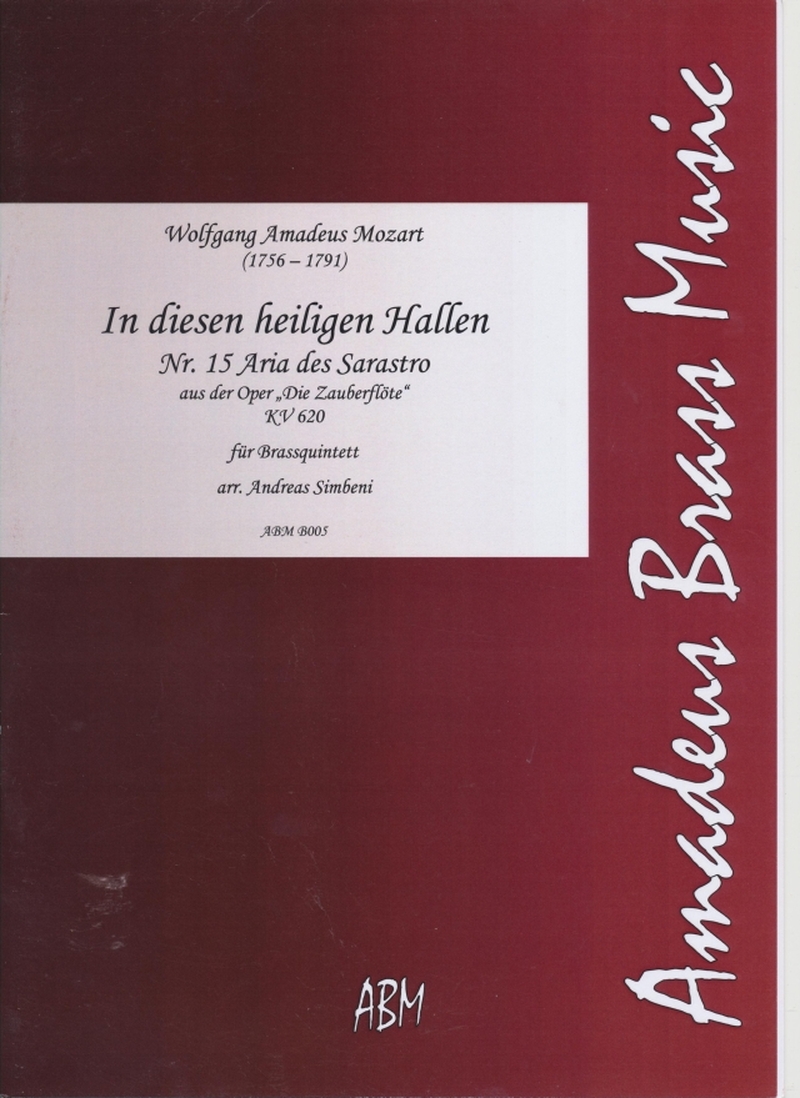 Wolfgang Amadeus Mozart
(1756 – 1791)
In diesen heiligen Hallen
Nr. 15 Aria des Sarastro
aus der Oper „Die Zauberflöte“
KV 620
für Brassquintett
arr. Andreas Simbeni
ABM B005
Amadeus Brass Music
ABM